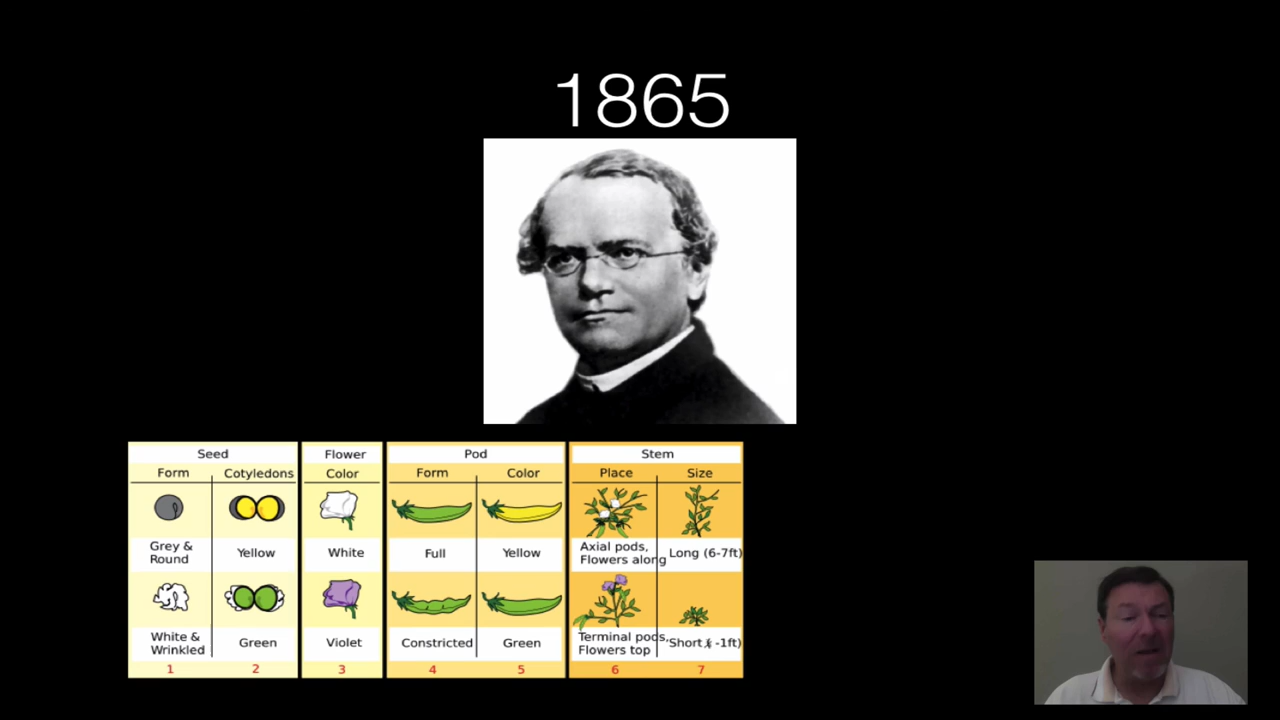 1865
Seed Flower Pod Stem
Form Cotyledons Color Form Color Place Size
Grey & Round Yellow White Full Yellow Axial pods, Flowers along Long (6-7ft)
White & Wrinkled Green Violet Constricted Green Terminal pods, Flowers top Short -1ft)
1 2 3 4 5 6 7